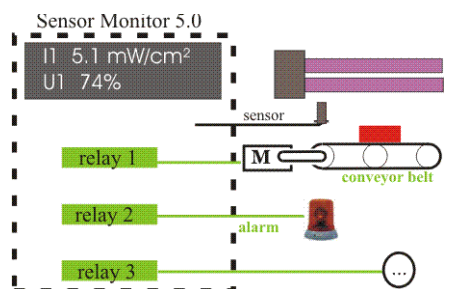 Sensor Monitor 5.0
I1 5.1 mW/cm²
U1 74%
sensor
relay 1
M
conveyor belt
relay 2
alarm
relay 3
...